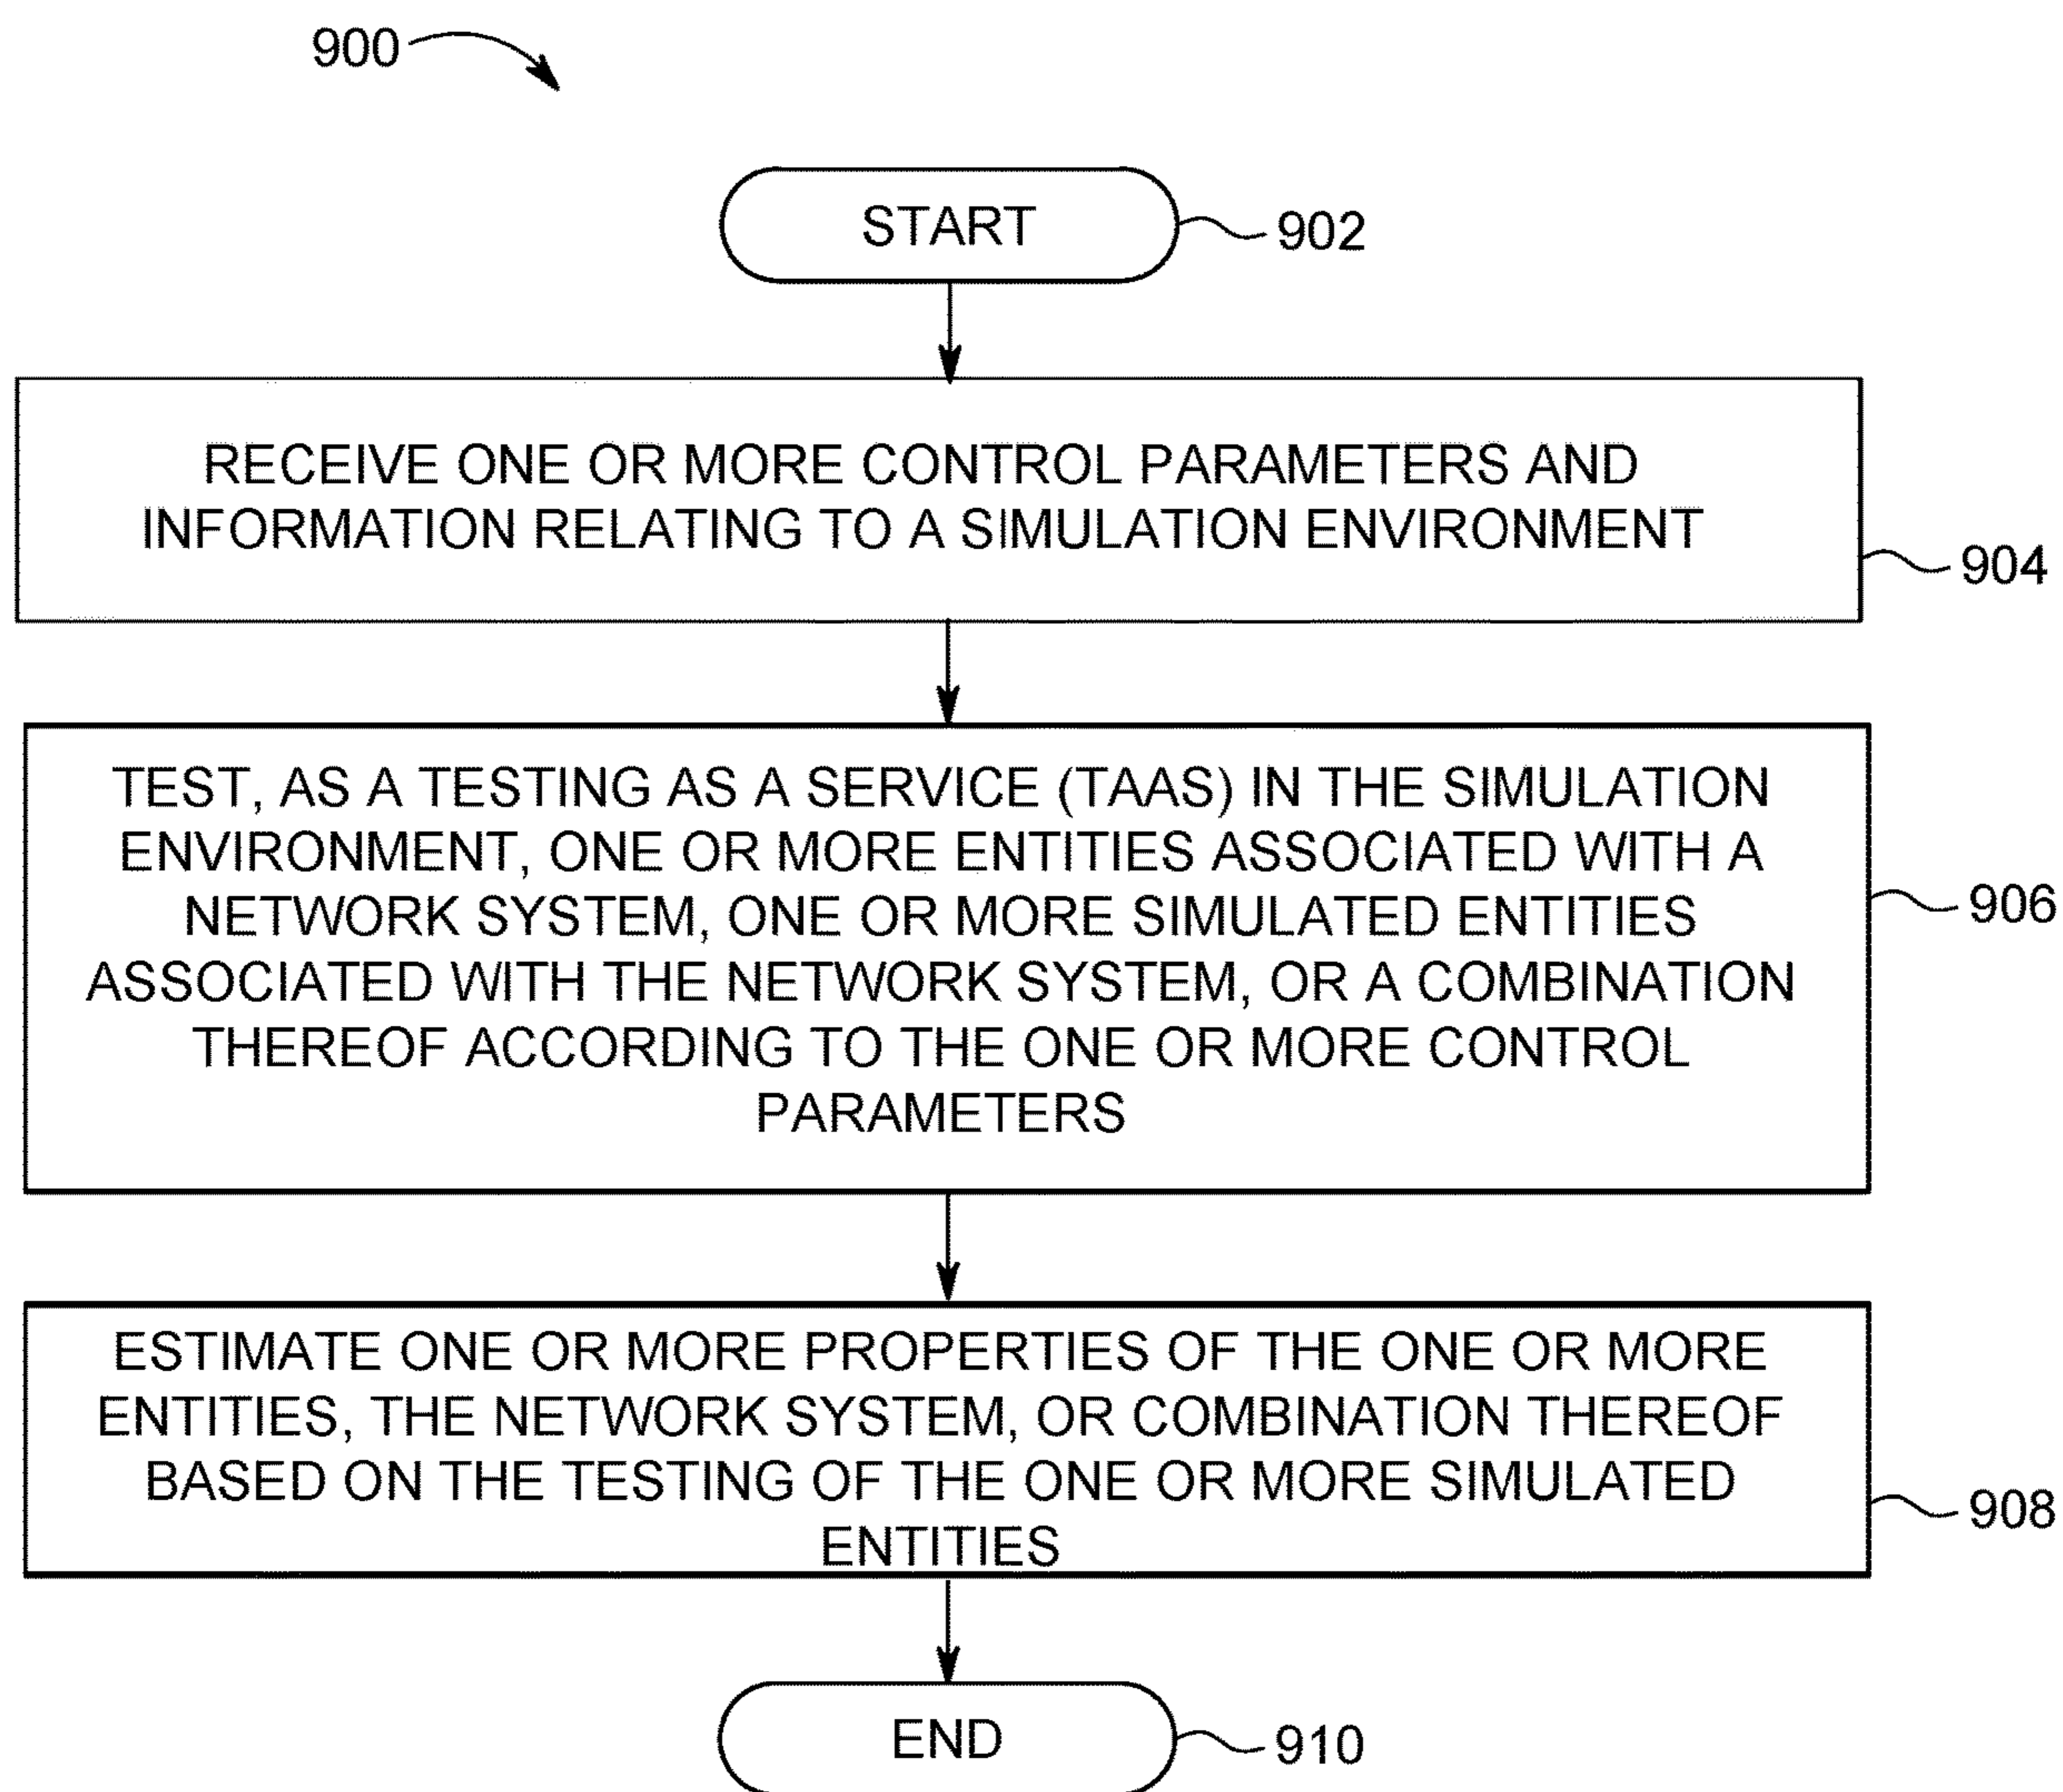 900
START
902
RECEIVE ONE OR MORE CONTROL PARAMETERS AND
INFORMATION RELATING TO A SIMULATION ENVIRONMENT
904
TEST, AS A TESTING AS A SERVICE (TAAS) IN THE SIMULATION
ENVIRONMENT, ONE OR MORE ENTITIES ASSOCIATED WITH A
NETWORK SYSTEM, ONE OR MORE SIMULATED ENTITIES
ASSOCIATED WITH THE NETWORK SYSTEM, OR A COMBINATION
THEREOF ACCORDING TO THE ONE OR MORE CONTROL
PARAMETERS
906
ESTIMATE ONE OR MORE PROPERTIES OF THE ONE OR MORE
ENTITIES, THE NETWORK SYSTEM, OR COMBINATION THEREOF
BASED ON THE TESTING OF THE ONE OR MORE SIMULATED
ENTITIES
908
END
910